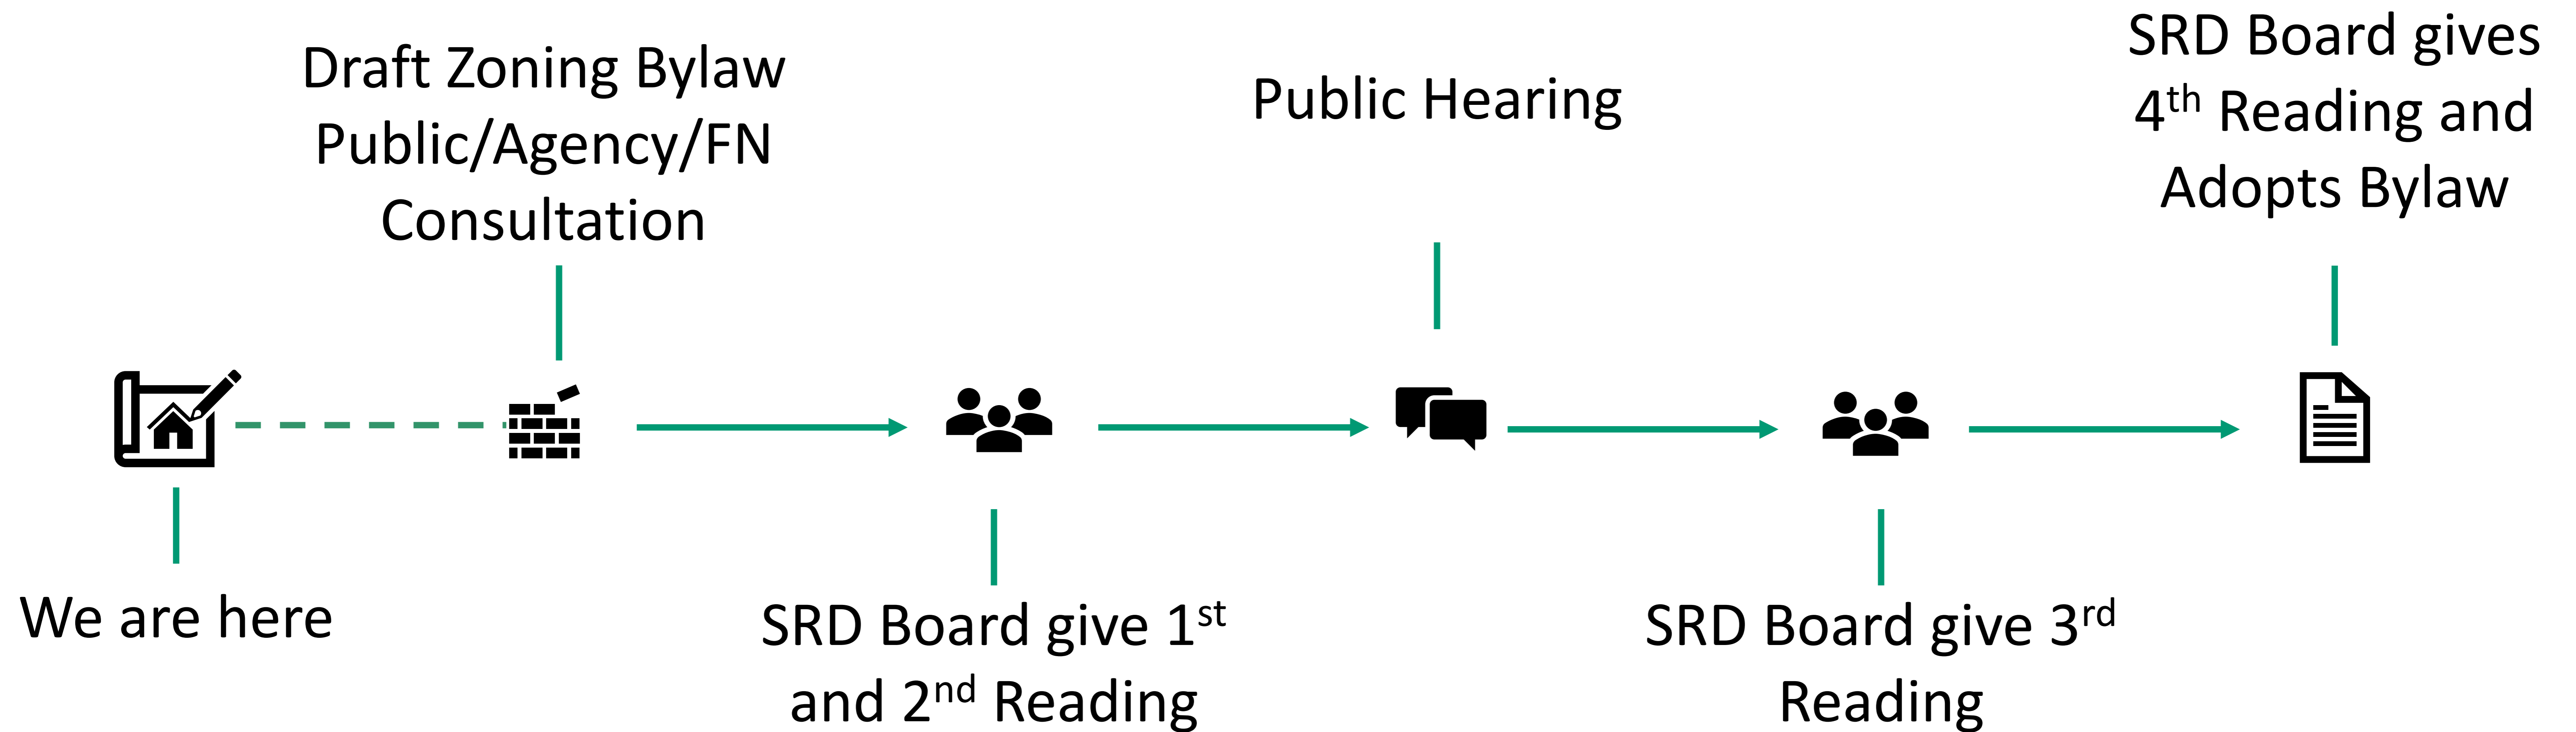 We are here
Draft Zoning Bylaw
Public/Agency/FN
Consultation
SRD Board give 1st
and 2nd Reading
Public Hearing
SRD Board give 3rd
Reading
SRD Board gives
4th Reading and
Adopts Bylaw